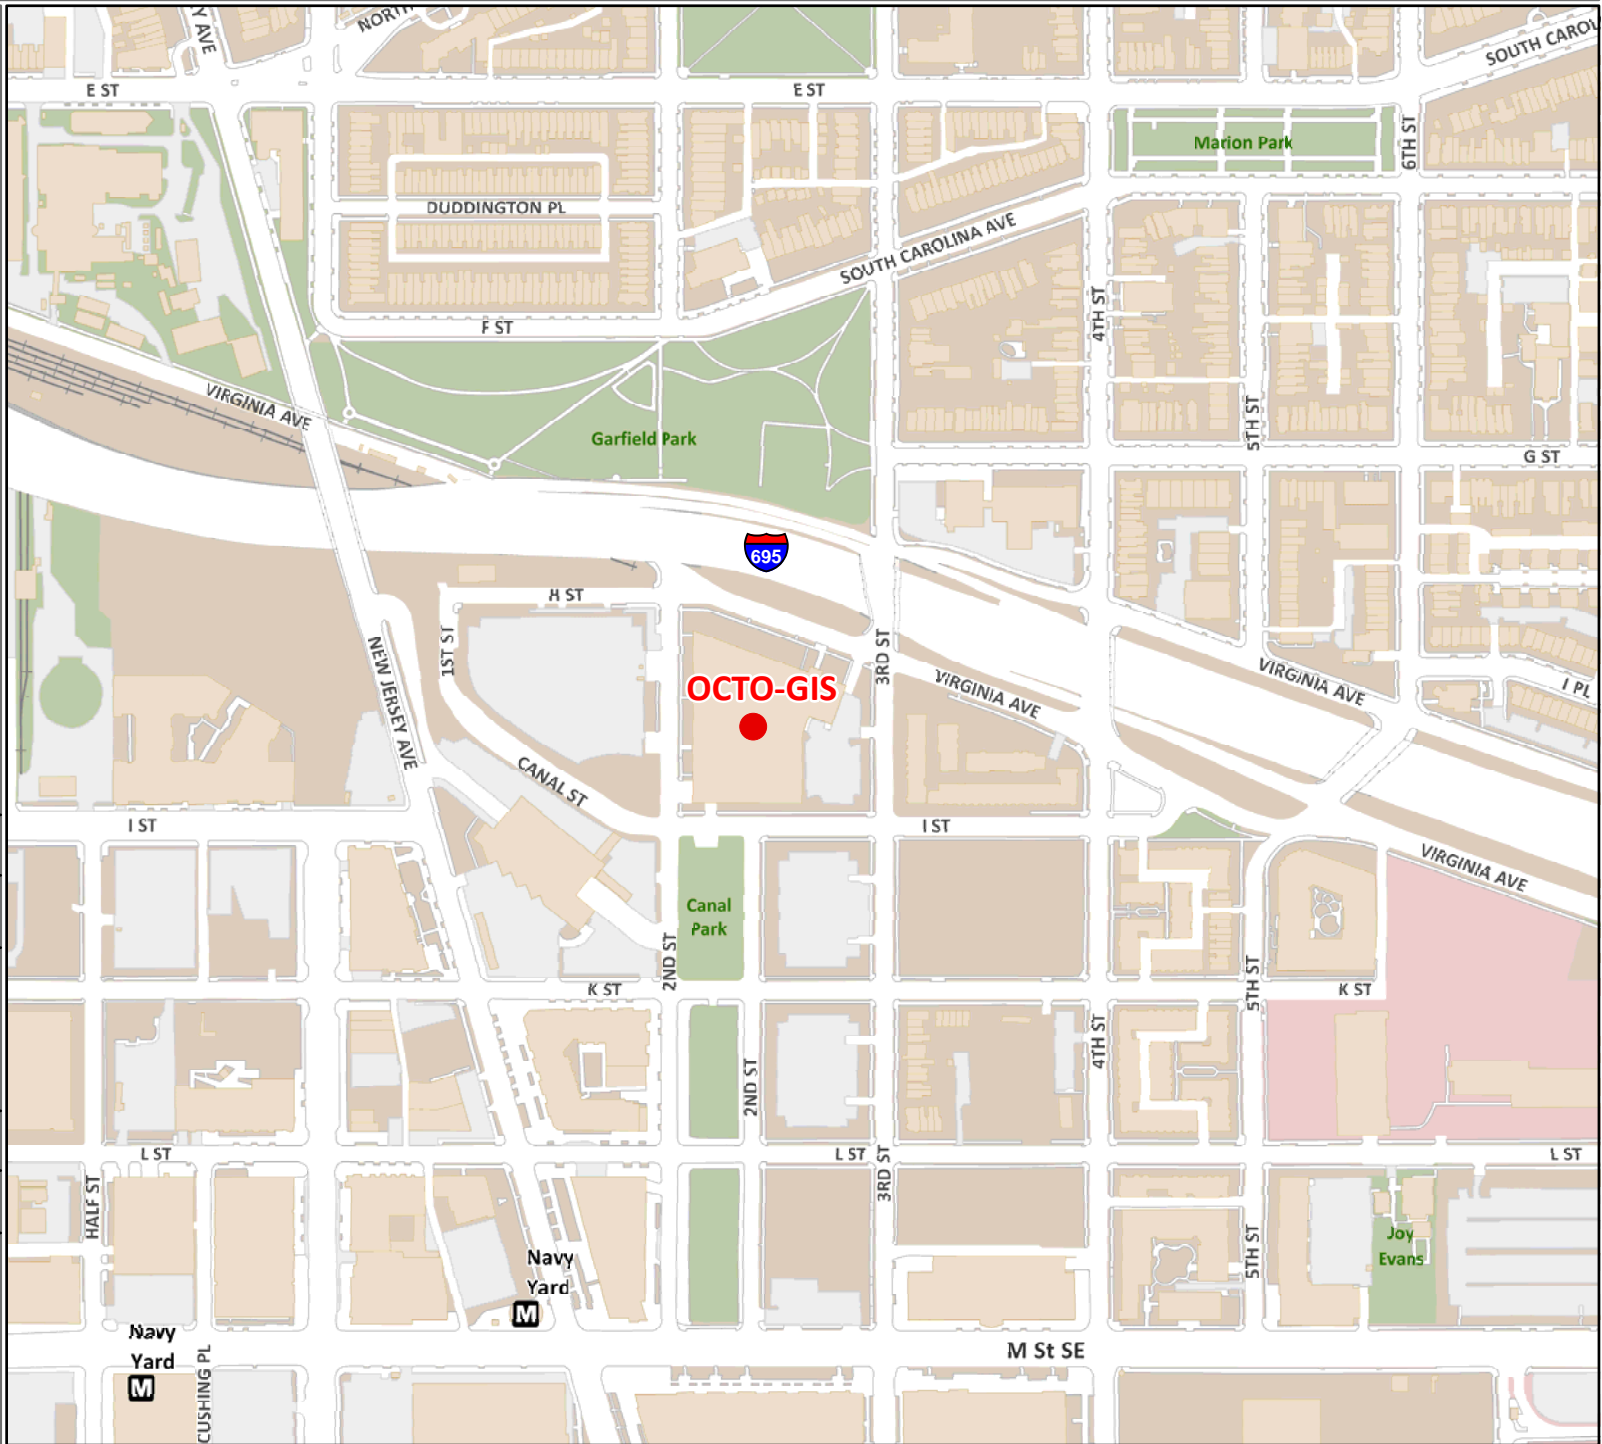 Y AVE
NORTH
SOUTH CAROL
E ST
E ST
Marion Park
6TH ST
DUDDINGTON PL
SOUTH CAROLINA AVE
4TH ST
F ST
VIRGINIA AVE
5TH ST
Garfield Park
G ST
695
H ST
1ST ST
3RD ST
NEW JERSEY AVE
VIRGINIA AVE
VIRGINIA AVE
I PL
OCTO-GIS
CANAL ST
I ST
I ST
VIRGINIA AVE
Canal
Park
2ND ST
5TH ST
K ST
K ST
4TH ST
2ND ST
L ST
L ST
L ST
3RD ST
HALF ST
5TH ST
Joy
Evans
Navy
Yard
M
Navy
Yard
M
M St SE
CUSHING PL